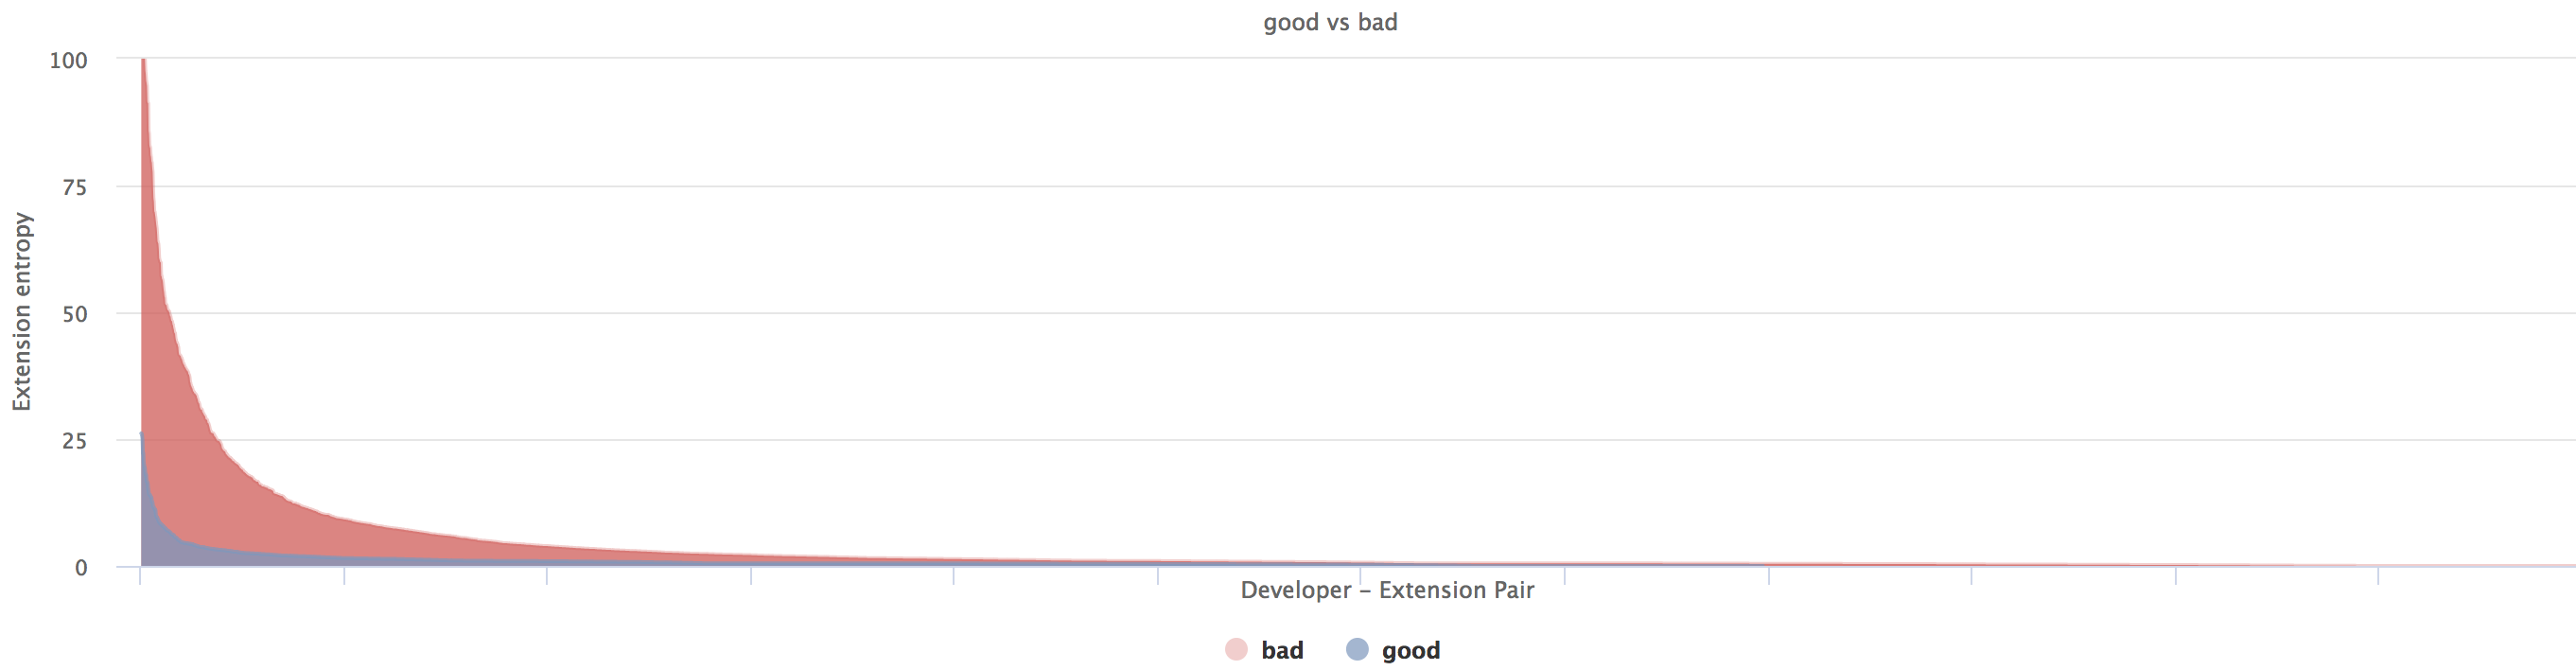 good vs bad
100
75
50
25
0
Extension entropy
Developer – Extension Pair
bad good